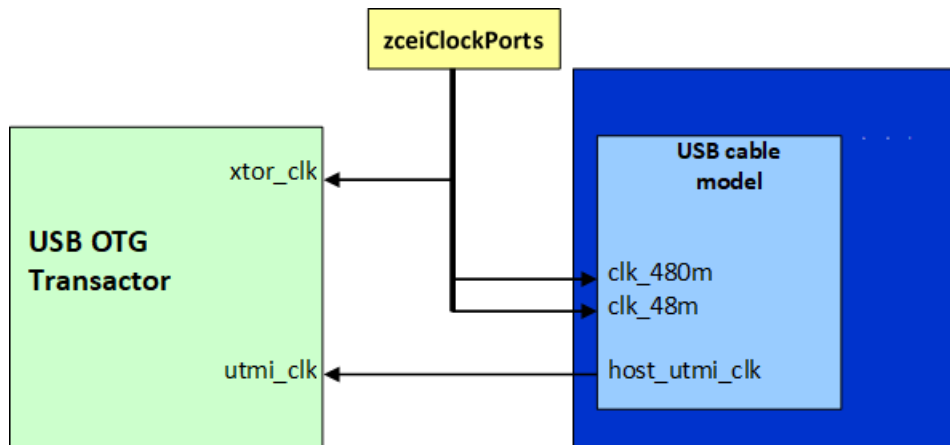 zceiClockPorts
USB cable
model
xtor_clk
USB OTG
Transactor
clk_480m
clk_48m
utmi_clk
host_utmi_clk